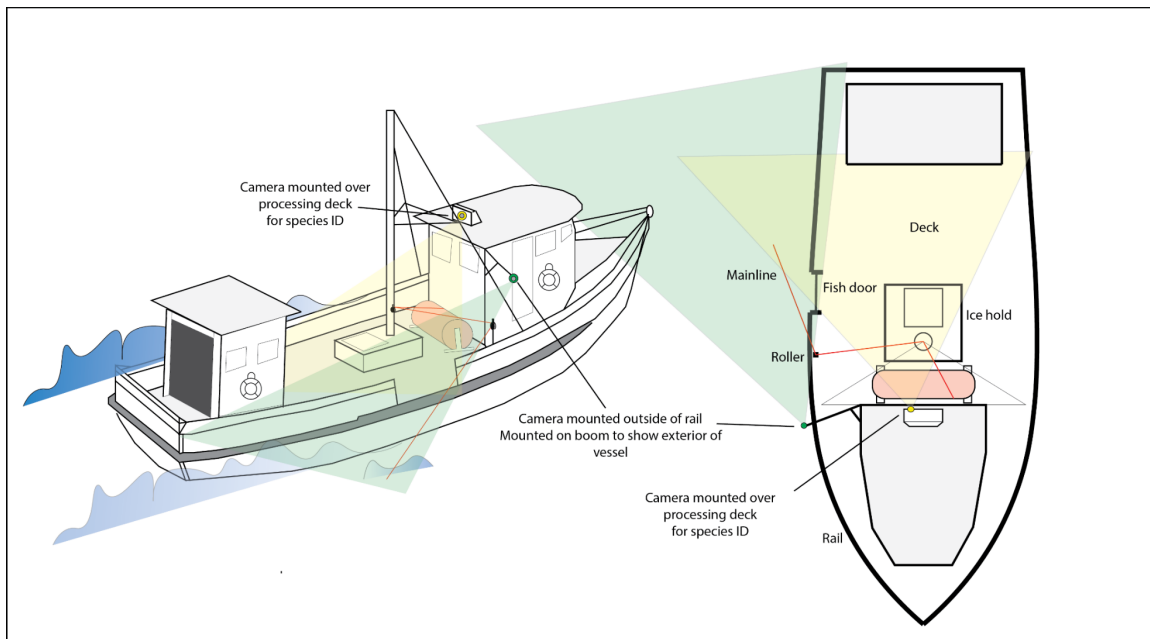 Camera mounted over
processing deck
for species ID
Camera mounted outside of rail
Mounted on boom to show exterior of
vessel
Deck
Mainline
Fish door
Ice hold
Roller
Camera mounted over
processing deck
for species ID
Rail